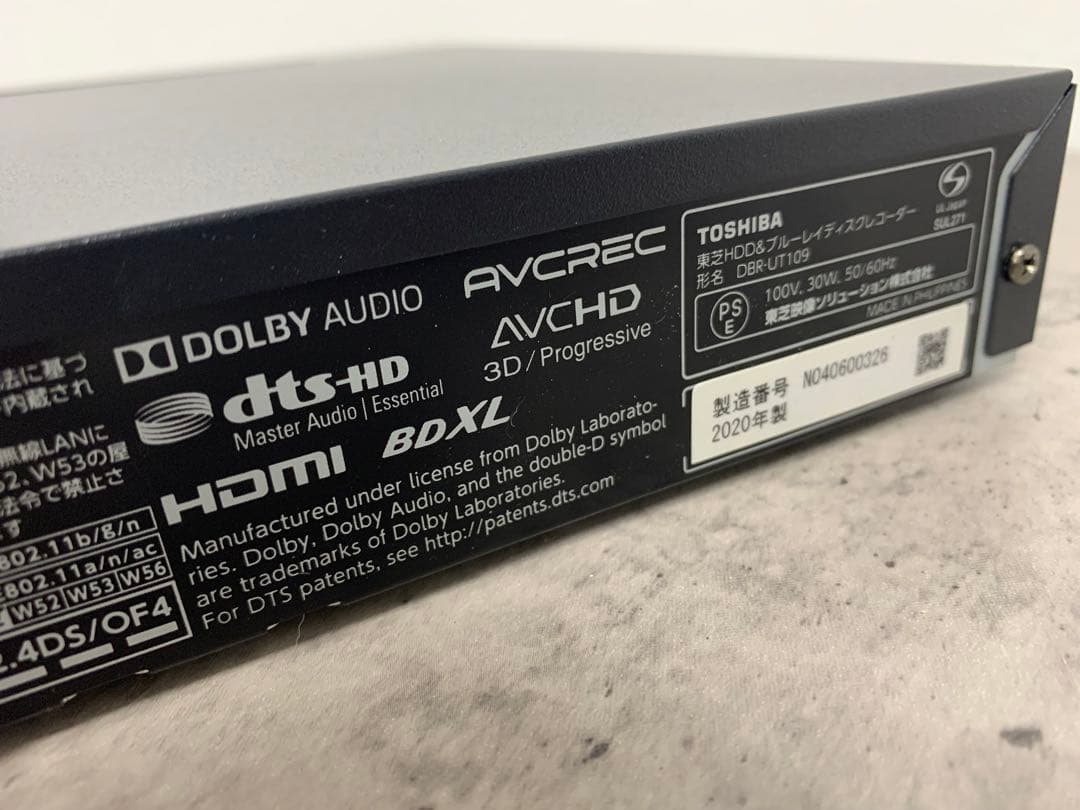 法に基づ
内蔵され
無線LANに
2、W53の屋
法令で禁止さ
す
802.11b/g/n
802.11a/n/ac
W52 W53 W56
2.4DS/OF4
DOLBY AUDIO
dts-HD
Master Audio | Essential
HDMI
BDXL
AVCREC
AVCHD
3D / Progressive
Manufactured under license from Dolby Laborato-
ries. Dolby, Dolby Audio, and the double-D symbol
are trademarks of Dolby Laboratories.
For DTS patents, see http://patents.dts.com
TOSHIBA
東芝HDD&ブルーレイディスクレコーダー
形名 DBR-UT109
UL Japan
SUL271
PS
E
100V, 30W, 50/60Hz
東芝映像ソリューション株式会社
MADE IN PHILIPPINES
製造番号 N040600326
2020年製